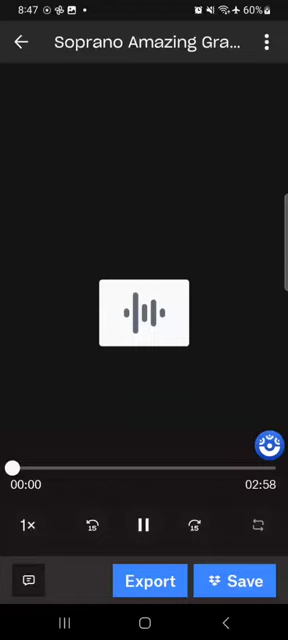 8:47 60%
Soprano Amazing Gra...
00:00 02:58
1× 15 15
Export Save